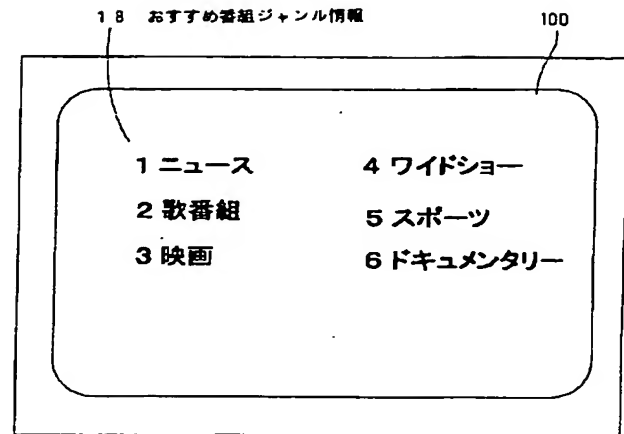 18 おすすめ番組ジャンル情報
100
1 ニュース
2 歌番組
3 映画
4 ワイドショー
5 スポーツ
6 ドキュメンタリー